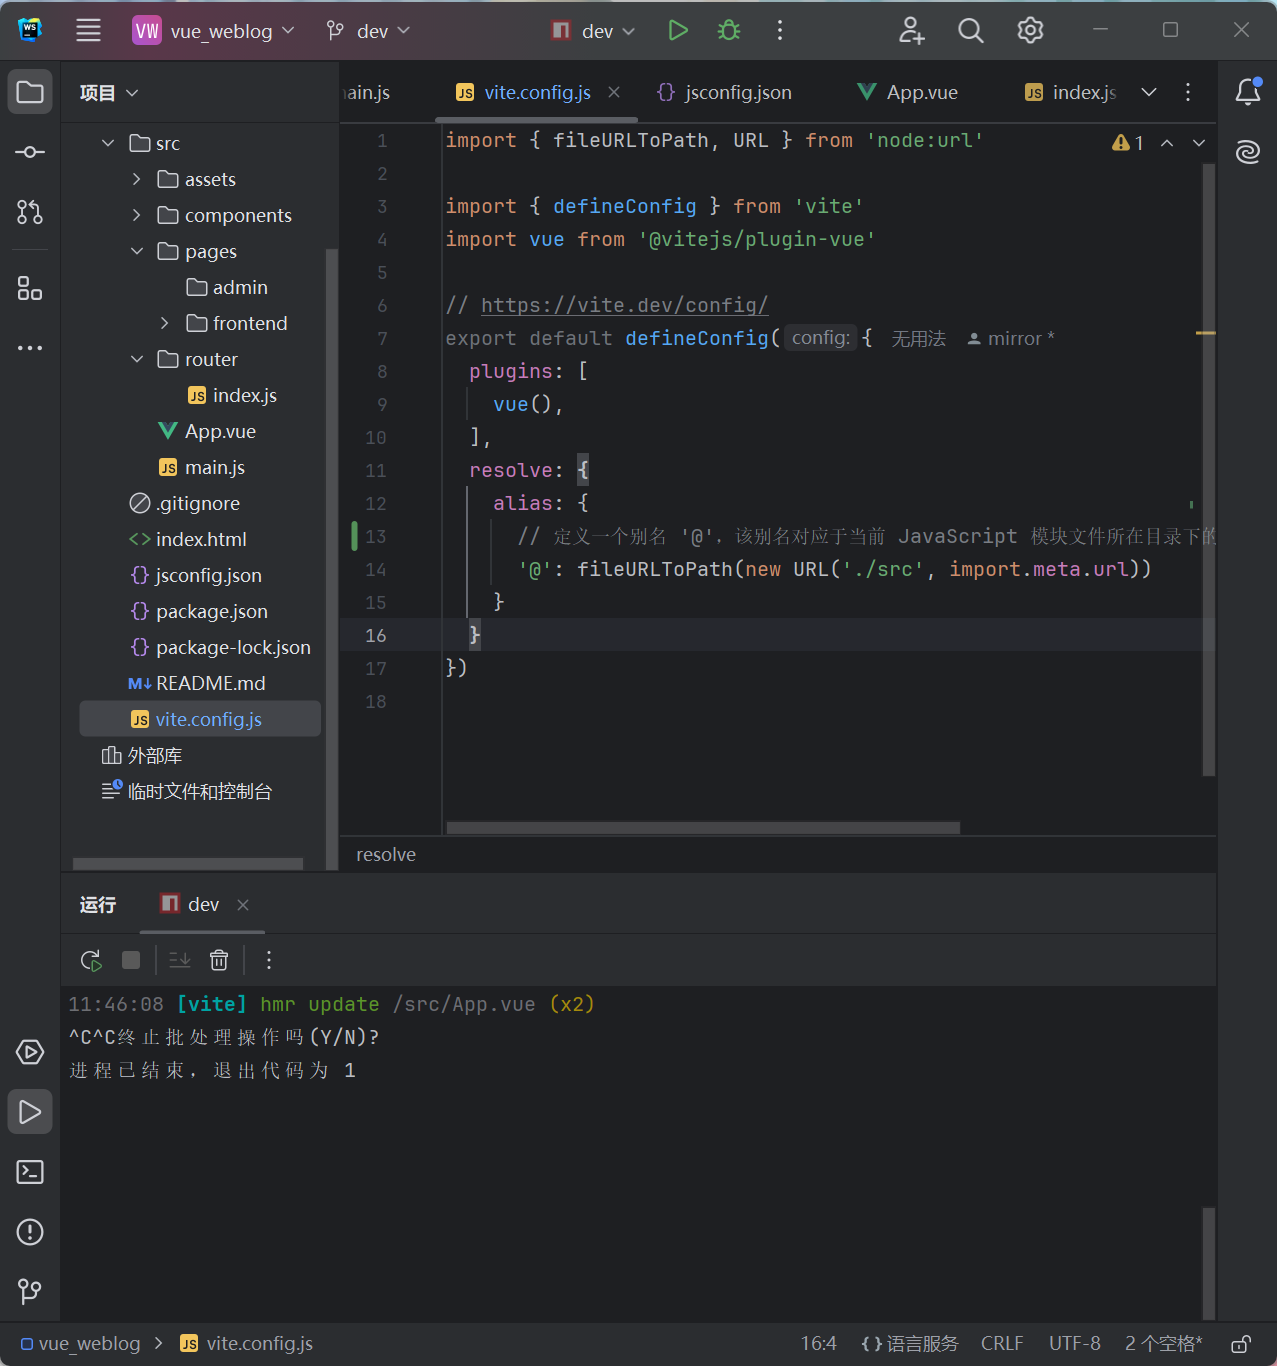 VW vue_weblog dev dev
项目
src
assets
components
pages
admin
frontend
router
JS index.js
App.vue
JS main.js
.gitignore
<> index.html
{} jsconfig.json
{} package.json
{} package-lock.json
M↓ README.md
JS vite.config.js
外部库
临时文件和控制台
ain.js
JS vite.config.js
{} jsconfig.json
App.vue
JS index.js
1
1 import { fileURLToPath, URL } from 'node:url'
2
3 import { defineConfig } from 'vite'
4 import vue from '@vitejs/plugin-vue'
5
6 // https://vite.dev/config/
7 export default defineConfig( config: { 无用法 mirror *
8 plugins: [
9 vue(),
10 ],
11 resolve: {
12 alias: {
13 // 定义一个别名 '@'，该别名对应于当前 JavaScript 模块文件所在目录下的
14 '@': fileURLToPath(new URL('./src', import.meta.url))
15 }
16 }
17 })
18
resolve
运行 dev
11:46:08 [vite] hmr update /src/App.vue (x2)
^C^C终止批处理操作吗(Y/N)?
进程已结束，退出代码为 1
vue_weblog > JS vite.config.js 16:4 {} 语言服务 CRLF UTF-8 2 个空格*